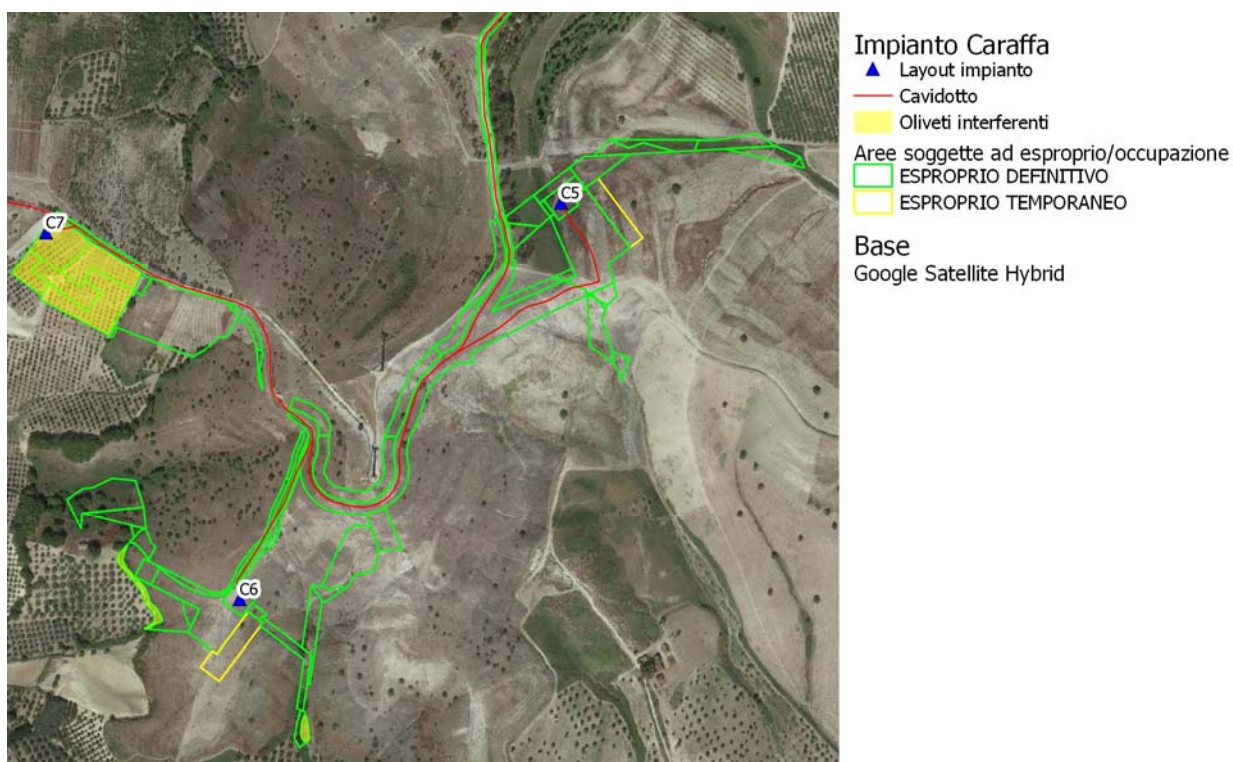 Impianto Caraffa
Layout impianto
Cavidotto
Oliveti interferenti
Aree soggette ad esproprio/occupazione
ESPROPRIO DEFINITIVO
ESPROPRIO TEMPORANEO
Base
Google Satellite Hybrid
C5
C7
C6